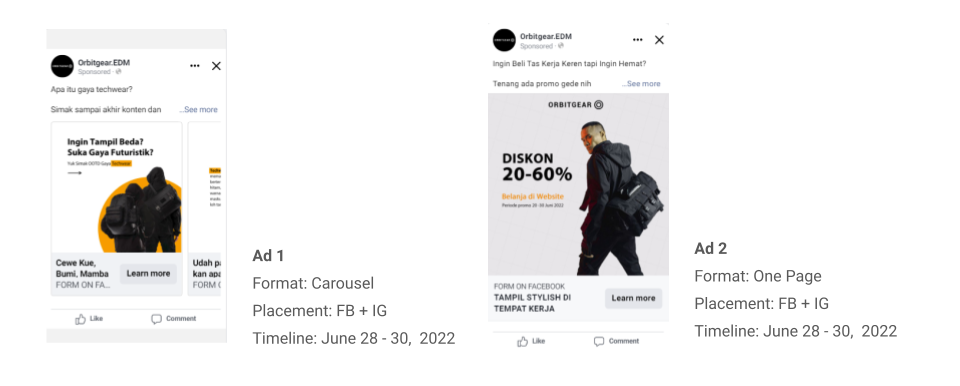 Orbitgear.EDM
Sponsored ·
Apa itu gaya techwear?
Simak sampai akhir konten dan ...See more
Ingin Tampil Beda?
Suka Gaya Futuristik?
Yuk Simak OOTD Gaya Techwear
Cewe Kue,
Bumi, Mamba
FORM ON FA...
Learn more
Udah pa
kan apa
FORM O
Like
Comment
Ad 1
Format: Carousel
Placement: FB + IG
Timeline: June 28 - 30, 2022
Orbitgear.EDM
Sponsored ·
Ingin Beli Tas Kerja Keren tapi Ingin Hemat?
Tenang ada promo gede nih ...See more
ORBITGEAR
DISKON
20-60%
Belanja di Website
Periode promo 20 -30 Juni 2022
FORM ON FACEBOOK
TAMPIL STYLISH DI
TEMPAT KERJA
Learn more
Like
Comment
Ad 2
Format: One Page
Placement: FB + IG
Timeline: June 28 - 30, 2022